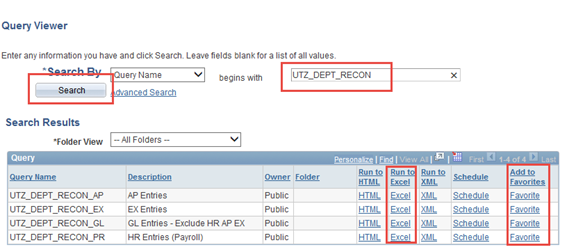 Query Viewer
Enter any information you have and click Search. Leave fields blank for a list of all values.
*Search By Query Name begins with UTZ_DEPT_RECON ×
Search Advanced Search
Search Results
*Folder View -- All Folders --
Query Personalize | Find | View All | First 1-4 of 4 Last
Query Name Description Owner Folder Run to HTML Run to Excel Run to XML Schedule Add to Favorites
UTZ_DEPT_RECON_AP AP Entries Public HTML Excel XML Schedule Favorite
UTZ_DEPT_RECON_EX EX Entries Public HTML Excel XML Schedule Favorite
UTZ_DEPT_RECON_GL GL Entries - Exclude HR AP EX Public HTML Excel XML Schedule Favorite
UTZ_DEPT_RECON_PR HR Entries (Payroll) Public HTML Excel XML Schedule Favorite